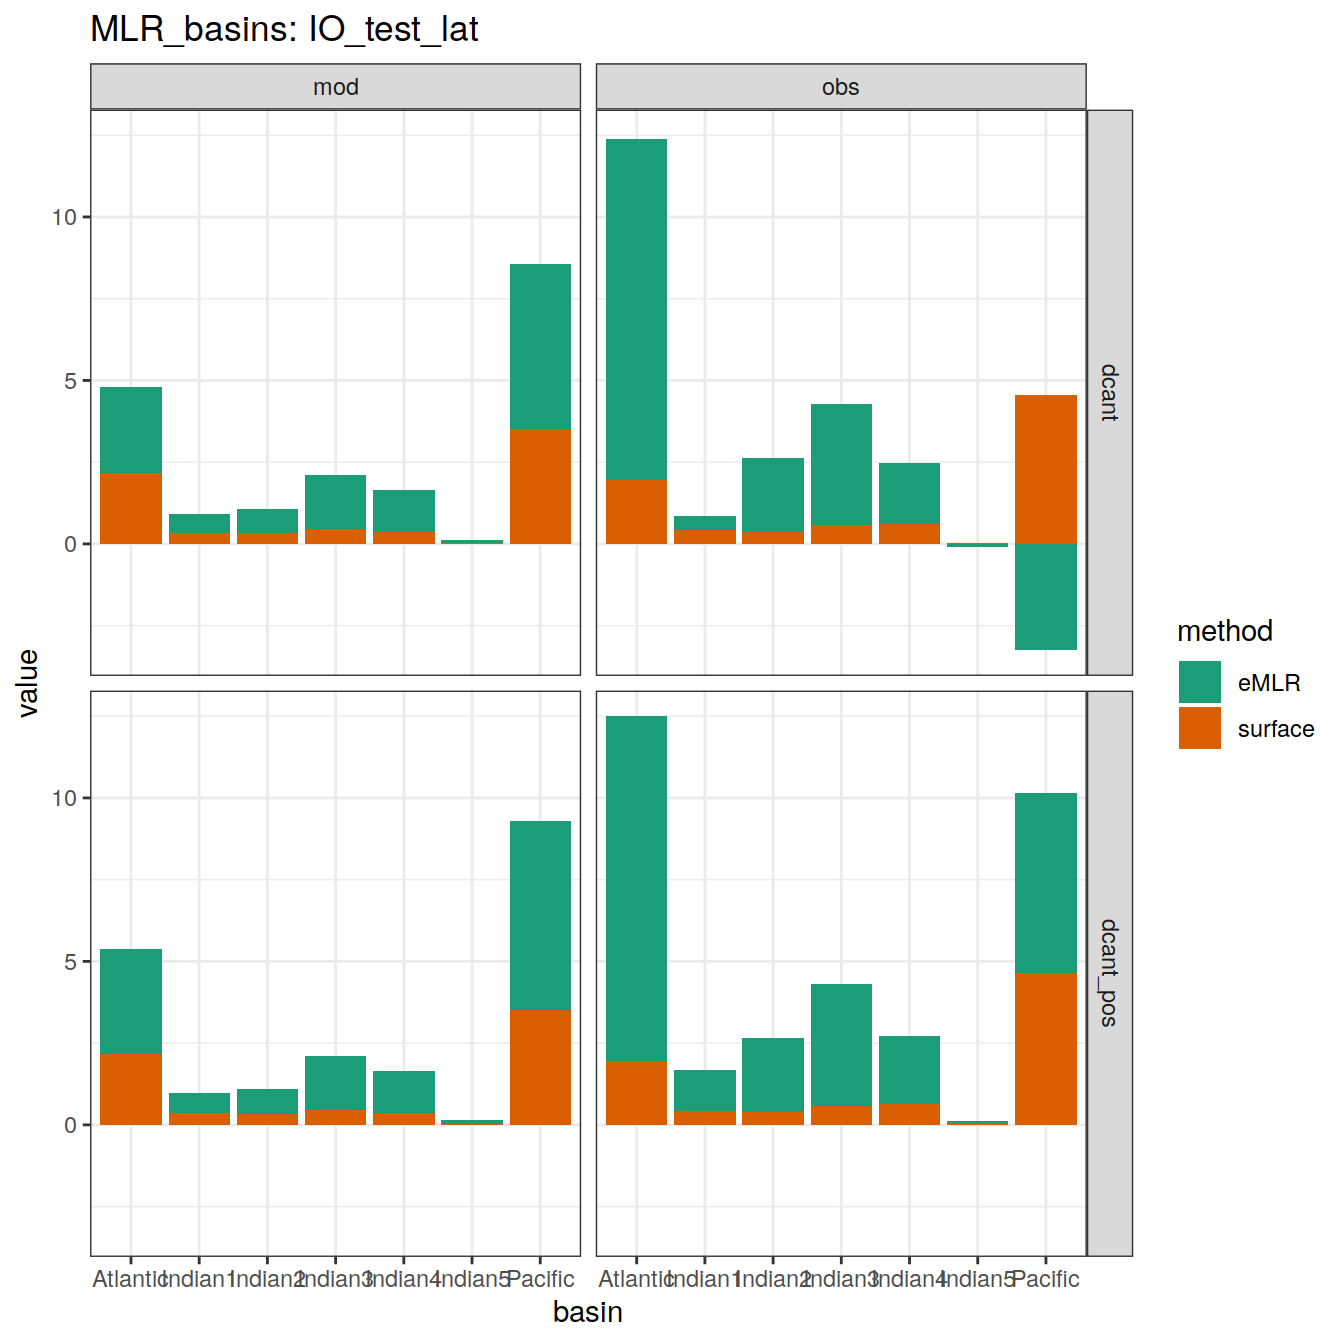 MLR_basins: IO_test_lat
mod
obs
10
5
0
dcant
10
5
0
dcant_pos
value
Atlantic Indian1 Indian2 Indian3 Indian4 Indian5 Pacific
Atlantic Indian1 Indian2 Indian3 Indian4 Indian5 Pacific
basin
method
eMLR
surface